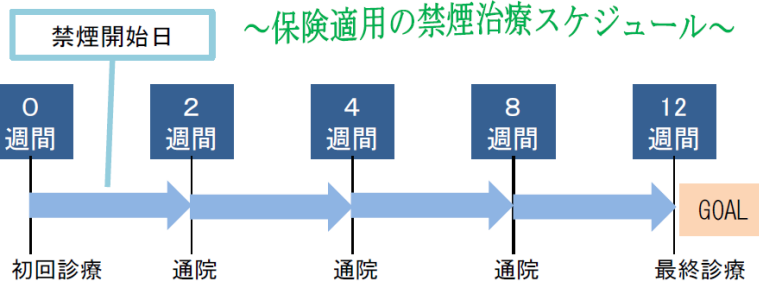 禁煙開始日
～保険適用の禁煙治療スケジュール～
0
週間
2
週間
4
週間
8
週間
12
週間
GOAL
初回診療
通院
通院
通院
最終診療